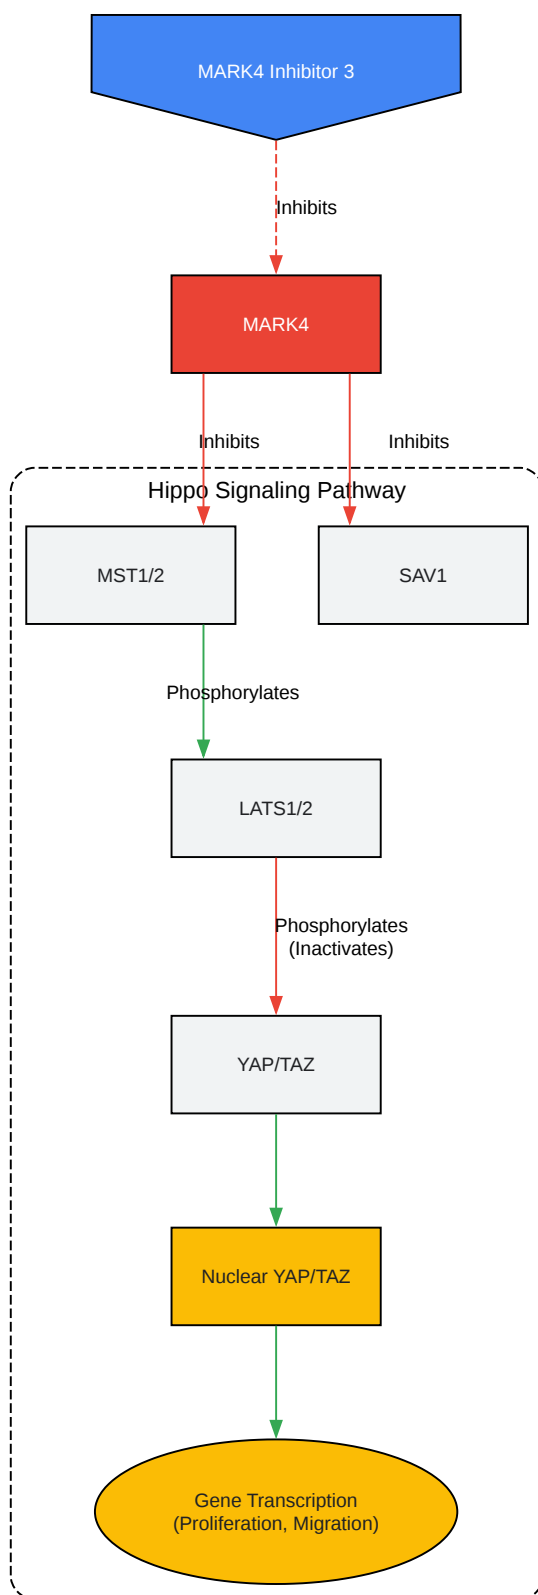 MARK4 Inhibitor 3
Inhibits
MARK4
Inhibits
Inhibits
Hippo Signaling Pathway
MST1/2
SAV1
Phosphorylates
LATS1/2
Phosphorylates
(Inactivates)
YAP/TAZ
Nuclear YAP/TAZ
Gene Transcription
(Proliferation, Migration)